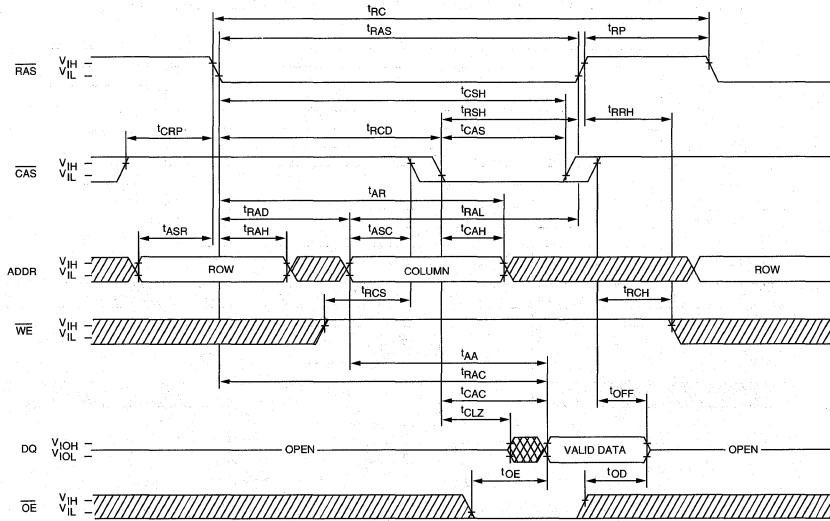 tRC
tRAS
tRP
RAS
VIH
VIL
tCSH
tRSH
tCRP
tRCD
tCAS
tRRH
CAS
VIH
VIL
tAR
tRAD
tRAL
tASR
tRAH
tASC
tCAH
ADDR
VIH
VIL
ROW
COLUMN
ROW
tRCS
tRCH
WE
VIH
VIL
tAA
tRAC
tCAC
tOFF
tCLZ
DQ
VIOH
VIOL
OPEN
VALID DATA
OPEN
tOE
tOD
OE
VIH
VIL